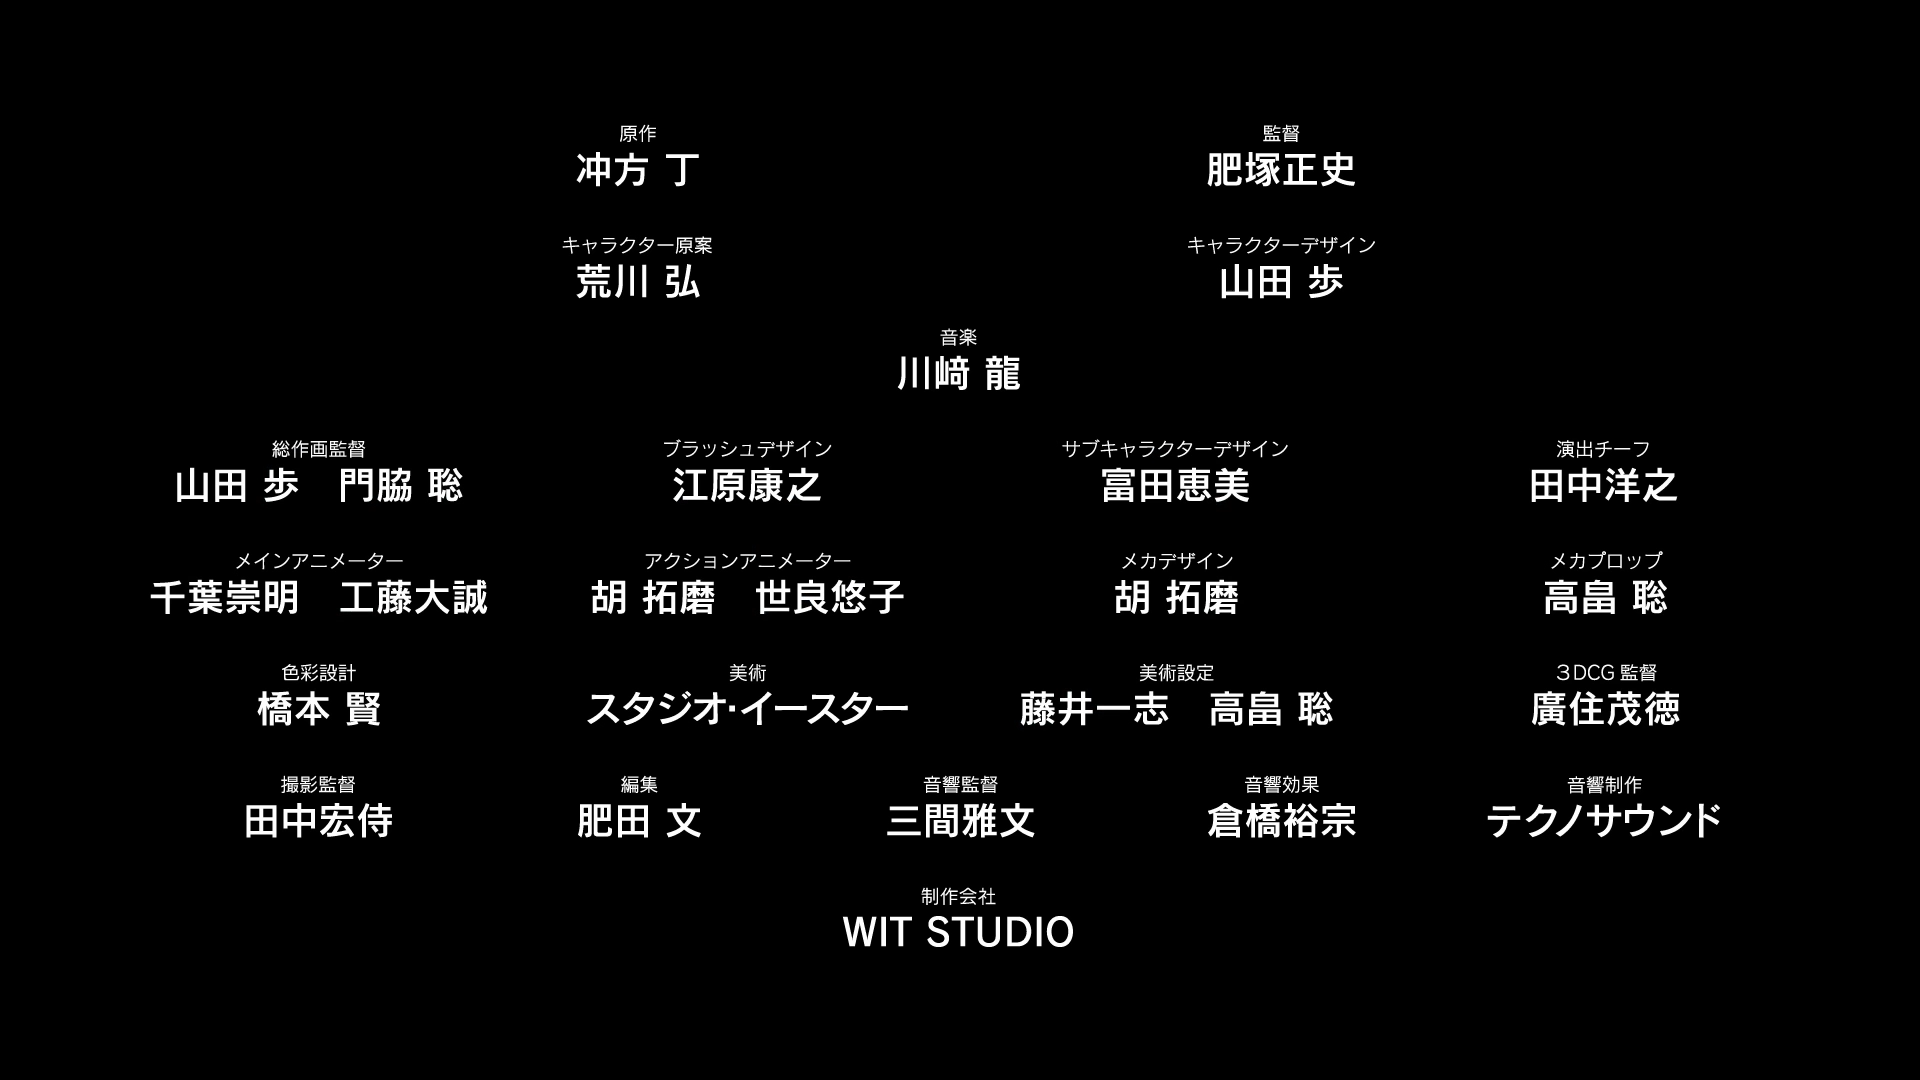 原作 監督
冲方 丁 肥塚正史
キャラクター原案 キャラクターデザイン
荒川 弘 山田 歩
音楽
川﨑 龍
総作画監督 ブラッシュデザイン サブキャラクターデザイン 演出チーフ
山田 歩 門脇 聡 江原康之 富田恵美 田中洋之
メインアニメーター アクションアニメーター メカデザイン メカプロップ
千葉崇明 工藤大誠 胡 拓磨 世良悠子 胡 拓磨 高畠 聡
色彩設計 美術 美術設定 3DCG 監督
橋本 賢 スタジオ・イースター 藤井一志 高畠 聡 廣住茂徳
撮影監督 編集 音響監督 音響効果 音響制作
田中宏侍 肥田 文 三間雅文 倉橋裕宗 テクノサウンド
制作会社
WIT STUDIO